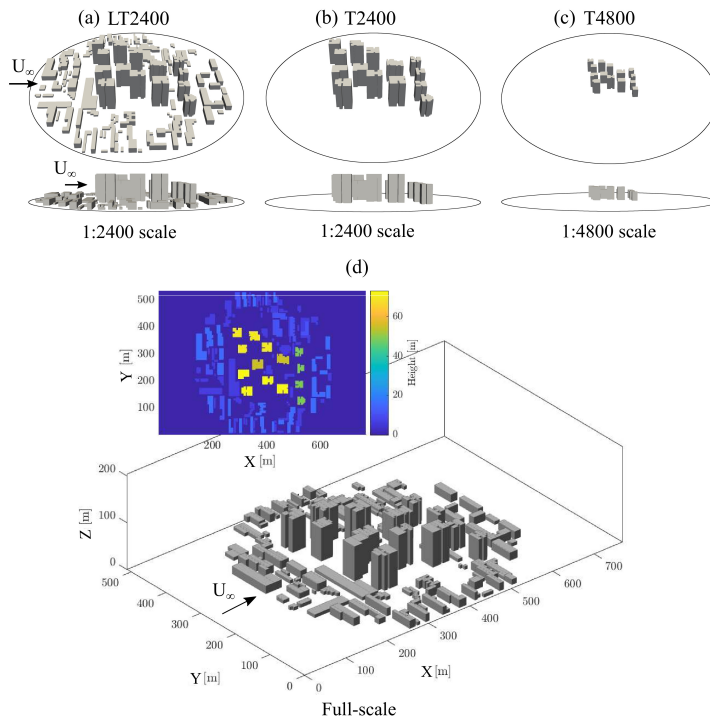 (a) LT2400
(b) T2400
(c) T4800
U∞
U∞
1:2400 scale
1:2400 scale
1:4800 scale
(d)
500
400
300
200
100
Y [m]
200
400
600
X [m]
60
40
20
0
Height [m]
200
100
0
Z [m]
500
400
300
200
100
0
Y [m]
0
100
200
300
400
500
600
700
X [m]
U∞
Full-scale